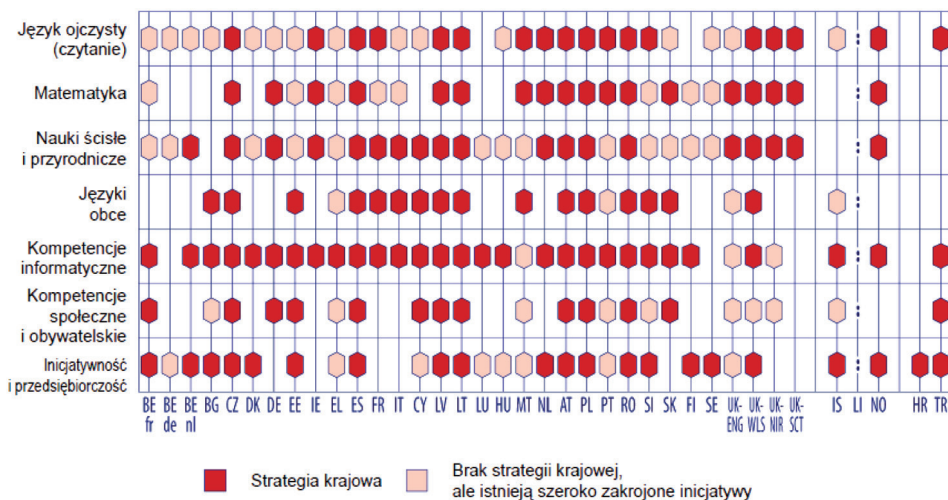 Język ojczysty
(czytanie)
Matematyka
Nauki ścisłe
i przyrodnicze
Języki
obce
Kompetencje
informatyczne
Kompetencje
społeczne
i obywatelskie
Inicjatywność
i przedsiębiorczość
BE BE BE BG CZ DK DE EE IE EL ES FR IT CY LV LT LU HU MT NL AT PL PT RO SI SK FI SE UK- UK- UK- UK- IS LI NO HR TR
fr de nl ENG WLS NIR SCT
Strategia krajowa
Brak strategii krajowej,
ale istnieją szeroko zakrojone inicjatywy